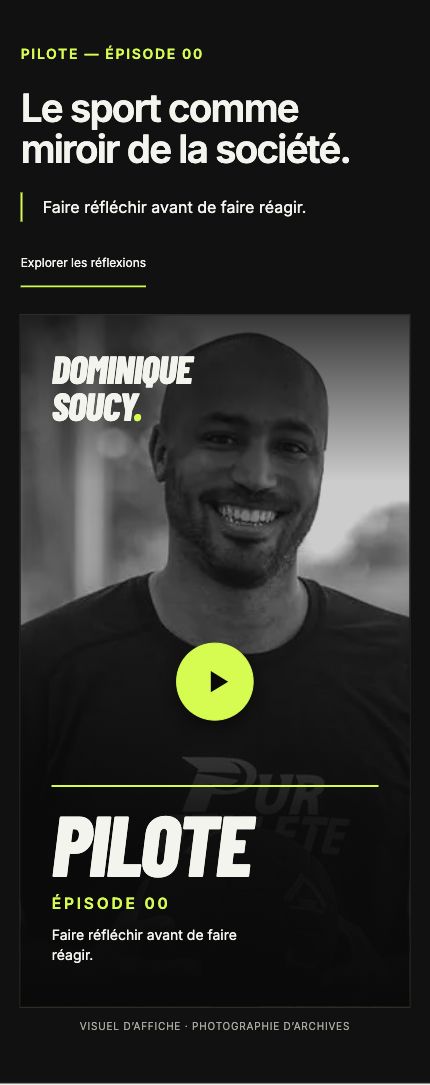 PILOTE — ÉPISODE 00
Le sport comme
miroir de la société.
Faire réfléchir avant de faire réagir.
Explorer les réflexions
DOMINIQUE
SOUCY.
PUR
PILOTE
ÉPISODE 00
Faire réfléchir avant de faire
réagir.
VISUEL D'AFFICHE · PHOTOGRAPHIE D'ARCHIVES